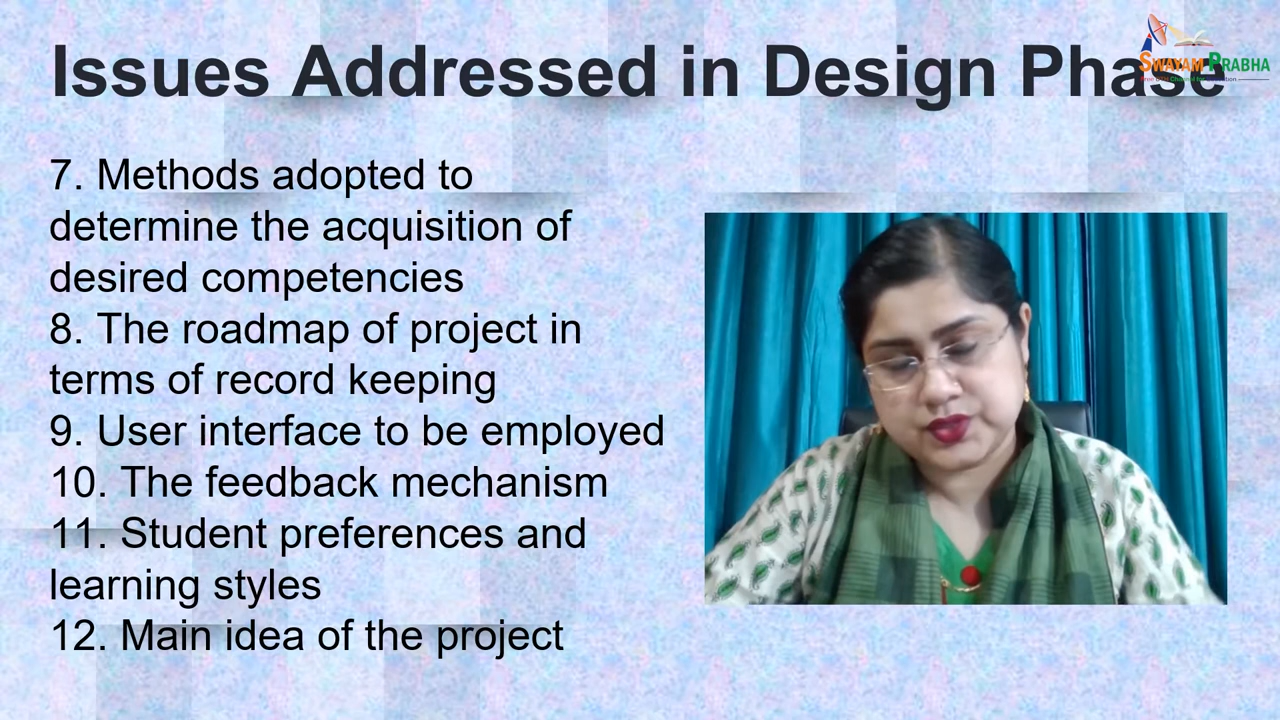 Issues Addressed in Design Phase
SWAYAM PRABHA
7. Methods adopted to
determine the acquisition of
desired competencies
8. The roadmap of project in
terms of record keeping
9. User interface to be employed
10. The feedback mechanism
11. Student preferences and
learning styles
12. Main idea of the project